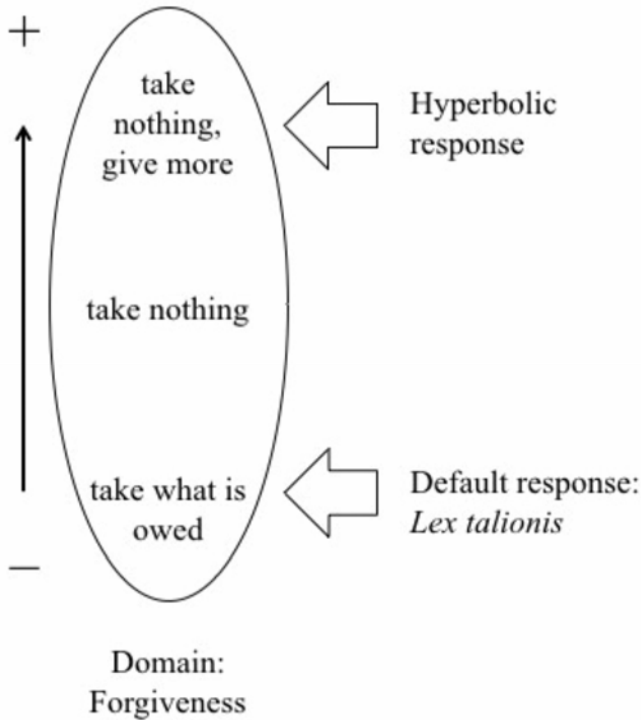 +
take
nothing,
give more
Hyperbolic
response
take nothing
take what is
owed
Default response:
Lex talionis
−
Domain:
Forgiveness